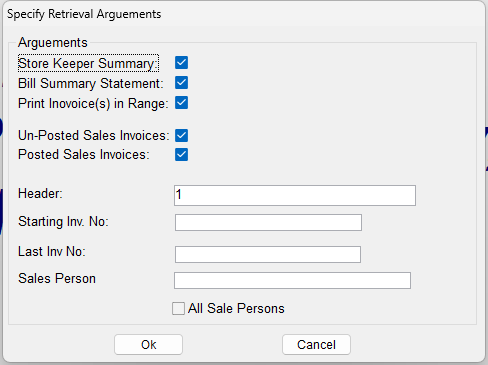 Specify Retrieval Arguements
Arguements
Store Keeper Summary:
Bill Summary Statement:
Print Inovoice(s) in Range:
Un-Posted Sales Invoices:
Posted Sales Invoices:
Header: 1
Starting Inv. No:
Last Inv No:
Sales Person
All Sale Persons
Ok Cancel